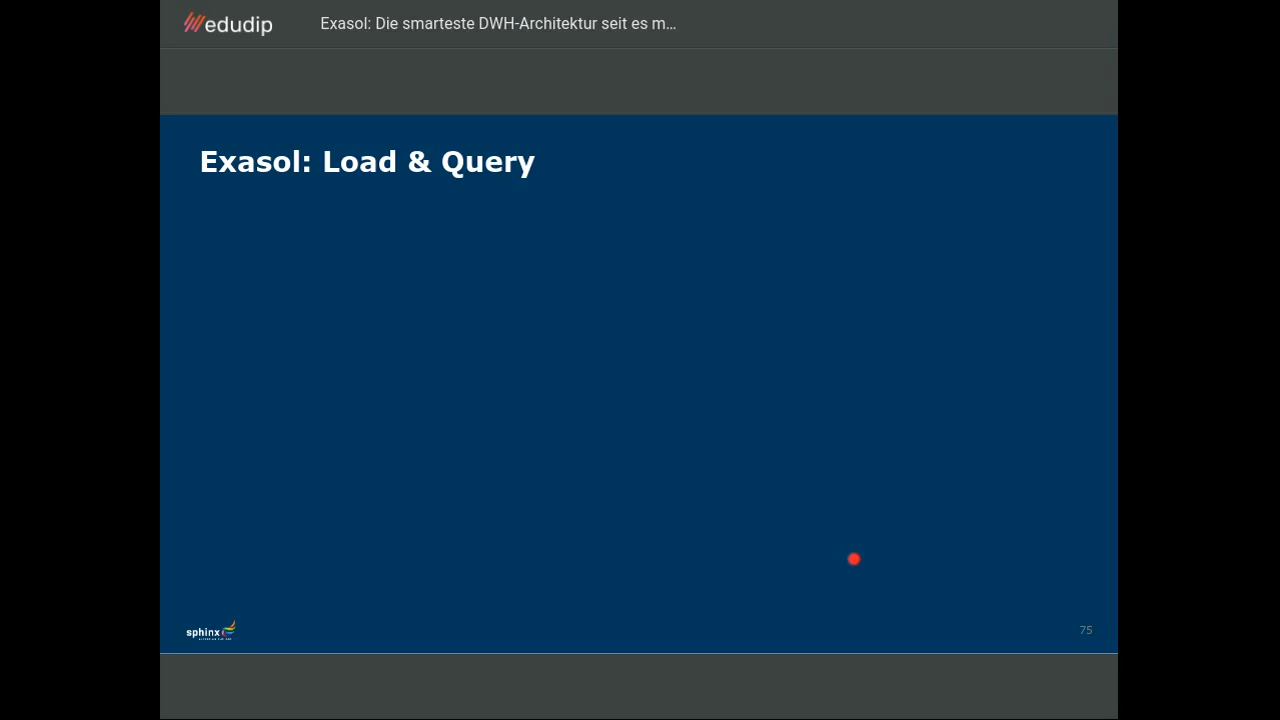 edudip
Exasol: Die smarteste DWH-Architektur seit es m...
Exasol: Load & Query
sphinx
75